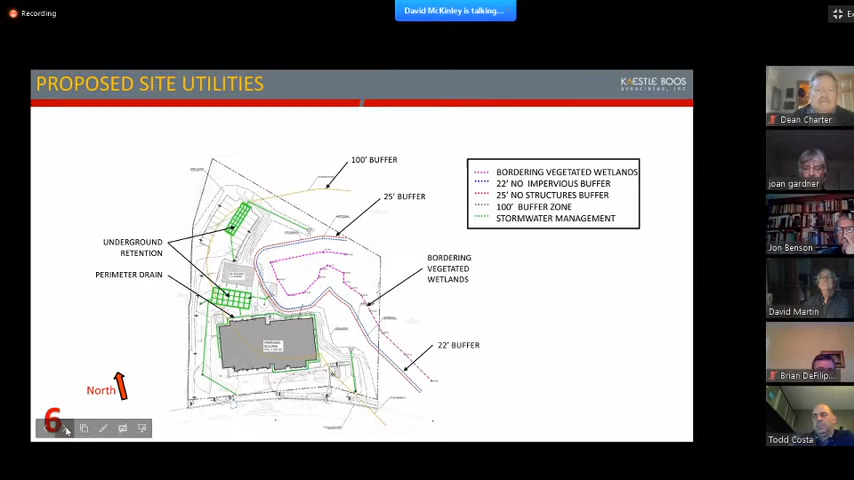 Recording
David McKinley is talking...
PROPOSED SITE UTILITIES
KAESTLE BOOS
associates, inc
100' BUFFER
25' BUFFER
BORDERING VEGETATED WETLANDS
22' NO IMPERVIOUS BUFFER
25' NO STRUCTURES BUFFER
100' BUFFER ZONE
STORMWATER MANAGEMENT
UNDERGROUND
RETENTION
PERIMETER DRAIN
BORDERING
VEGETATED
WETLANDS
22' BUFFER
North
6
Dean Charter
joan gardner
Jon Benson
David Martin
Brian DeFilip...
Todd Costa